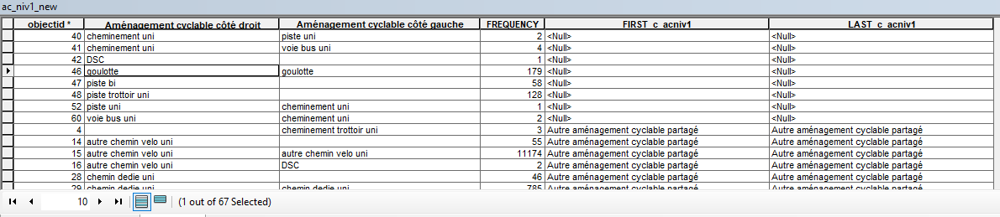 ac_niv1_new
objectid * Aménagement cyclable côté droit Aménagement cyclable côté gauche FREQUENCY FIRST_c_acniv1 LAST_c_acniv1
40 cheminement uni piste uni 2 <Null> <Null>
41 cheminement uni voie bus uni 4 <Null> <Null>
42 DSC 1 <Null> <Null>
46 goulotte goulotte 179 <Null> <Null>
47 piste bi 58 <Null> <Null>
48 piste trottoir uni 128 <Null> <Null>
52 piste uni cheminement uni 1 <Null> <Null>
60 voie bus uni cheminement uni 2 <Null> <Null>
4 cheminement trottoir uni 3 Autre aménagement cyclable partagé Autre aménagement cyclable partagé
14 autre chemin velo uni 55 Autre aménagement cyclable partagé Autre aménagement cyclable partagé
15 autre chemin velo uni autre chemin velo uni 11174 Autre aménagement cyclable partagé Autre aménagement cyclable partagé
16 autre chemin velo uni DSC 2 Autre aménagement cyclable partagé Autre aménagement cyclable partagé
28 chemin dedie uni 46 Autre aménagement cyclable partagé Autre aménagement cyclable partagé
29 chemin dedie uni chemin dedie uni 785 Autre aménagement cyclable partagé Autre aménagement cyclable partagé
10 (1 out of 67 Selected)